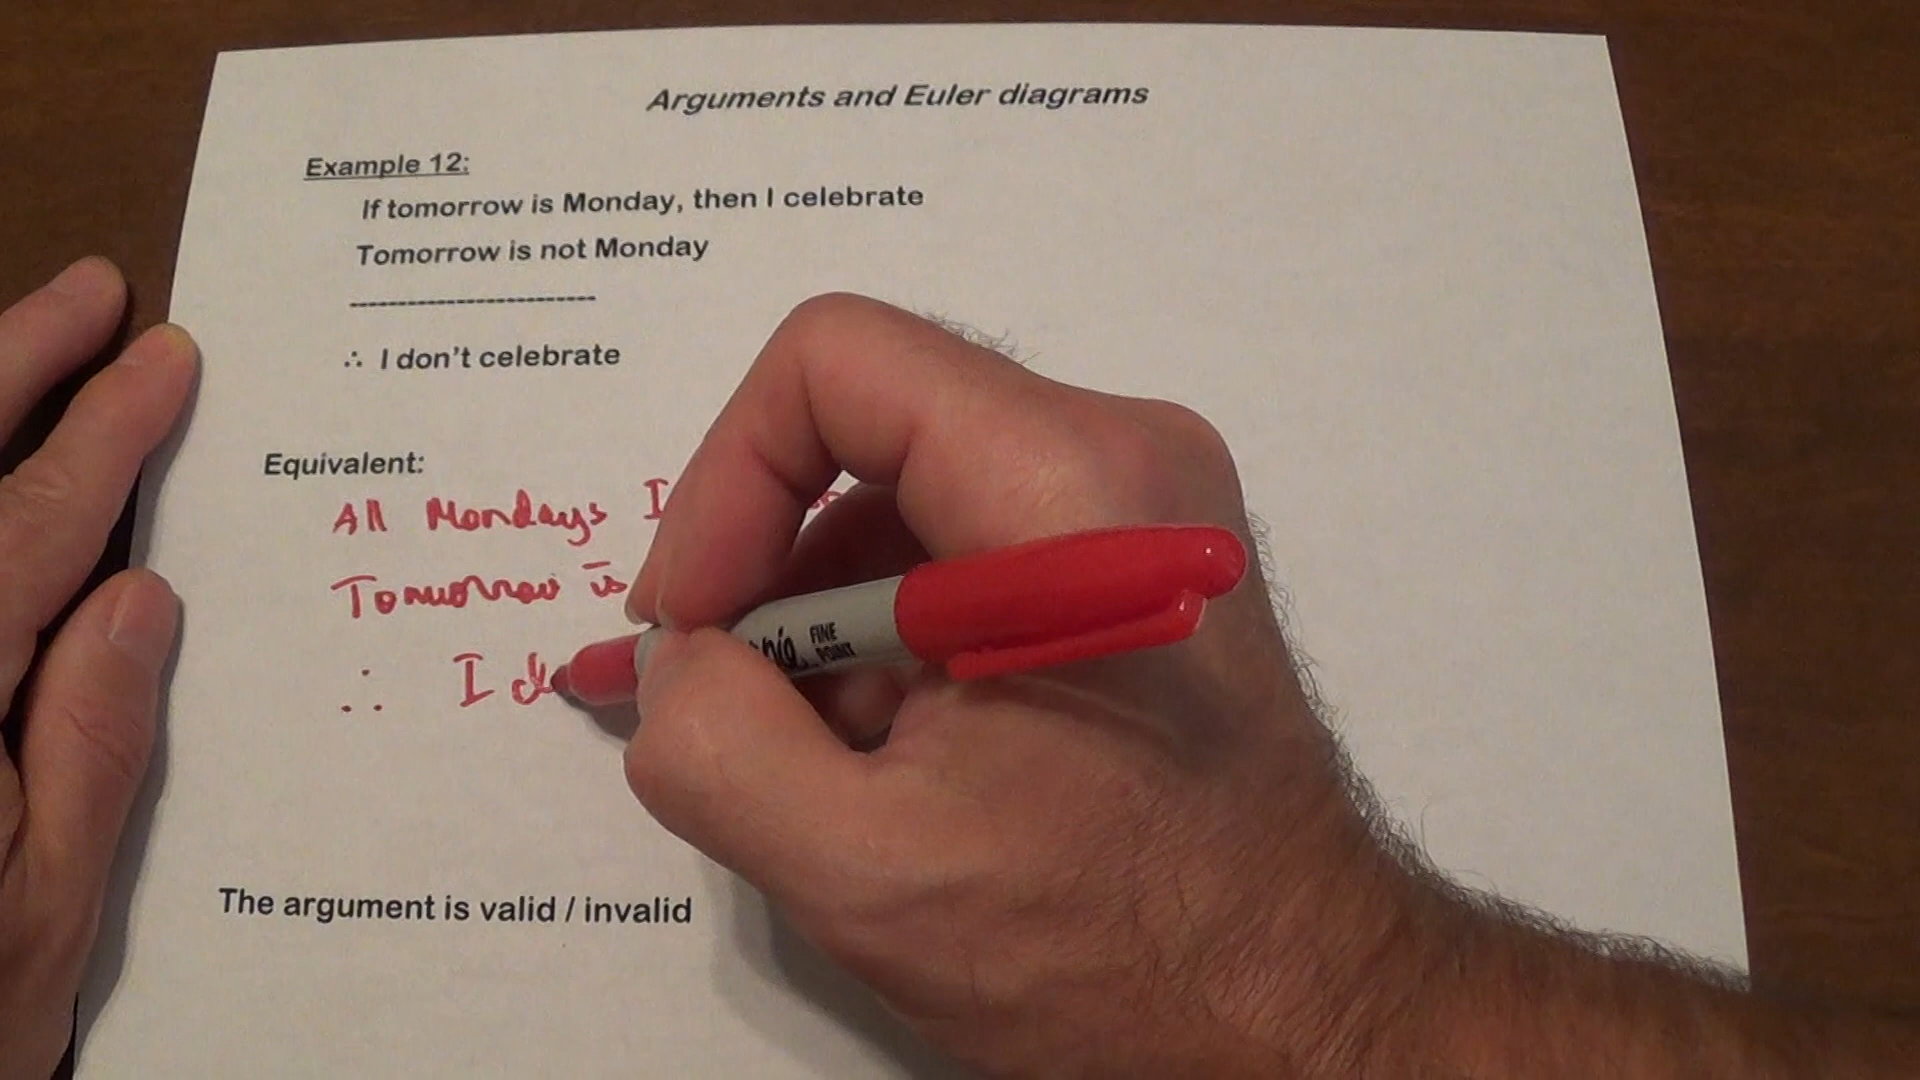 Arguments and Euler diagrams
Example 12:
If tomorrow is Monday, then I celebrate
Tomorrow is not Monday
-------------------------
∴ I don't celebrate
Equivalent:
All Mondays I
Tomorrow is
∴ I
FINE
POINT
The argument is valid / invalid